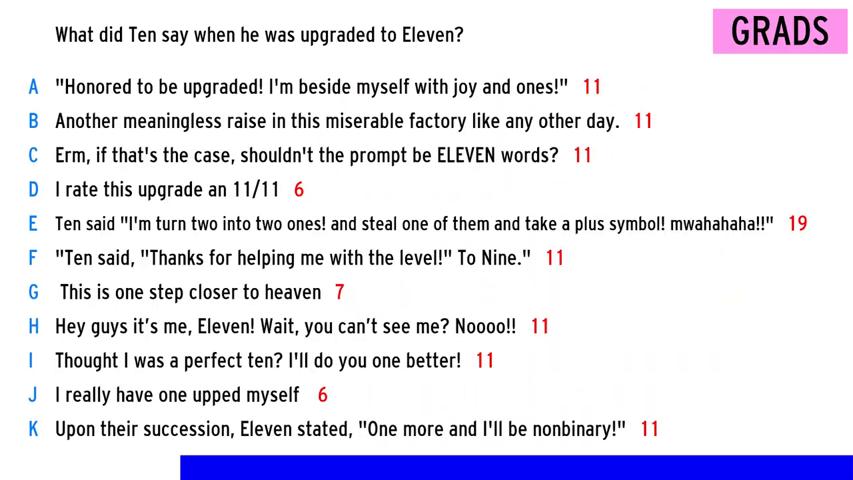 What did Ten say when he was upgraded to Eleven?
GRADS
A "Honored to be upgraded! I'm beside myself with joy and ones!" 11
B Another meaningless raise in this miserable factory like any other day. 11
C Erm, if that's the case, shouldn't the prompt be ELEVEN words? 11
D I rate this upgrade an 11/11 6
E Ten said "I'm turn two into two ones! and steal one of them and take a plus symbol! mwahahaha!!" 19
F "Ten said, "Thanks for helping me with the level!" To Nine." 11
G This is one step closer to heaven 7
H Hey guys it’s me, Eleven! Wait, you can’t see me? Noooo!! 11
I Thought I was a perfect ten? I'll do you one better! 11
J I really have one upped myself 6
K Upon their succession, Eleven stated, "One more and I'll be nonbinary!" 11